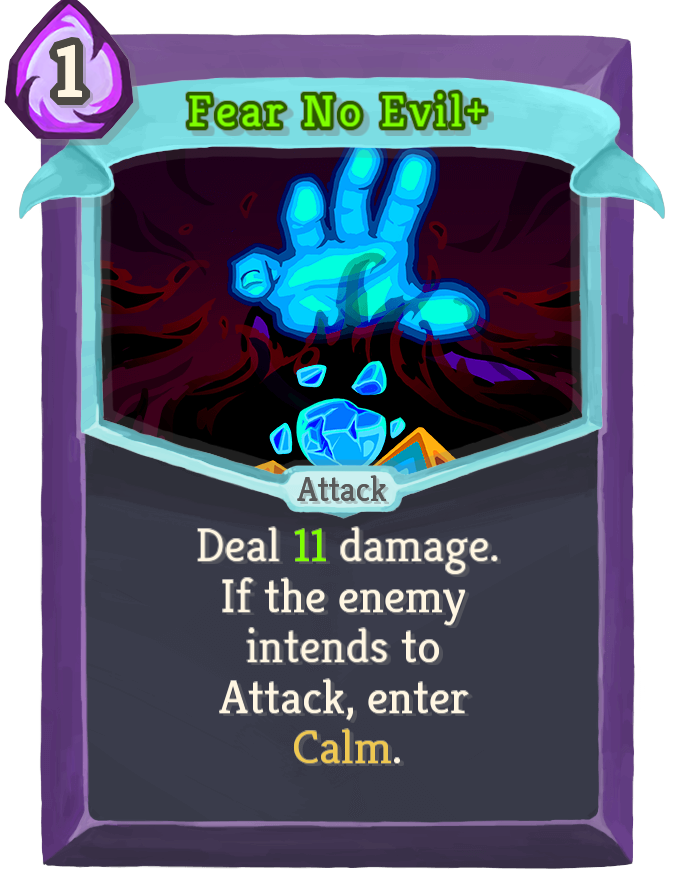 1
Fear No Evil+
Attack
Deal 11 damage.
If the enemy
intends to
Attack, enter
Calm.